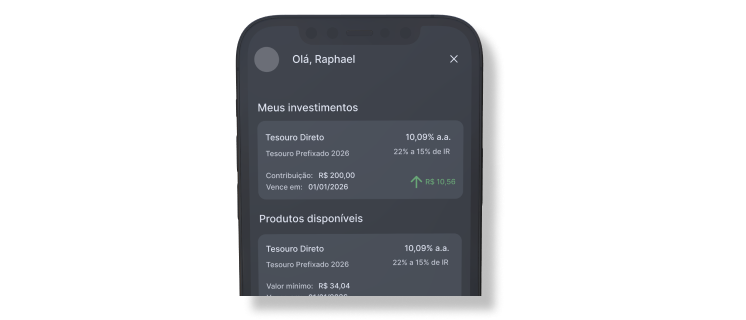 Olá, Raphael
Meus investimentos
Tesouro Direto 10,09% a.a.
Tesouro Prefixado 2026 22% a 15% de IR
Contribuição: R$ 200,00
Vence em: 01/01/2026 R$ 10,56
Produtos disponíveis
Tesouro Direto 10,09% a.a.
Tesouro Prefixado 2026 22% a 15% de IR
Valor mínimo: R$ 34,04